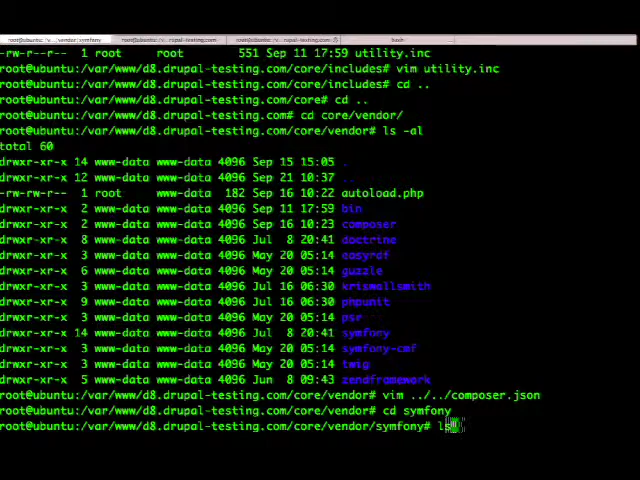 -rw-r--r-- 1 root root 551 Sep 11 17:59 utility.inc
root@ubuntu:/var/www/d8.drupal-testing.com/core/includes# vim utility.inc
root@ubuntu:/var/www/d8.drupal-testing.com/core/includes# cd ..
root@ubuntu:/var/www/d8.drupal-testing.com/core# cd ..
root@ubuntu:/var/www/d8.drupal-testing.com# cd core/vendor/
root@ubuntu:/var/www/d8.drupal-testing.com/core/vendor# ls -al
total 60
drwxr-xr-x 14 www-data www-data 4096 Sep 15 15:05 .
drwxr-xr-x 12 www-data www-data 4096 Sep 21 10:37 ..
-rw-rw-r-- 1 root www-data 182 Sep 16 10:22 autoload.php
drwxr-xr-x 2 www-data www-data 4096 Sep 11 17:59 bin
drwxr-xr-x 2 www-data www-data 4096 Sep 16 10:23 composer
drwxr-xr-x 8 www-data www-data 4096 Jul 8 20:41 doctrine
drwxr-xr-x 3 www-data www-data 4096 May 20 05:14 easyrdf
drwxr-xr-x 6 www-data www-data 4096 May 20 05:14 guzzle
drwxr-xr-x 3 www-data www-data 4096 Jul 16 06:30 kriswallsmith
drwxr-xr-x 9 www-data www-data 4096 Jul 16 06:30 phpunit
drwxr-xr-x 3 www-data www-data 4096 May 20 05:14 psr
drwxr-xr-x 14 www-data www-data 4096 Jul 8 20:41 symfony
drwxr-xr-x 3 www-data www-data 4096 May 20 05:14 symfony-cmf
drwxr-xr-x 3 www-data www-data 4096 May 20 05:14 twig
drwxr-xr-x 5 www-data www-data 4096 Jun 8 09:43 zendframework
root@ubuntu:/var/www/d8.drupal-testing.com/core/vendor# vim ../../composer.json
root@ubuntu:/var/www/d8.drupal-testing.com/core/vendor# cd symfony
root@ubuntu:/var/www/d8.drupal-testing.com/core/vendor/symfony# ls